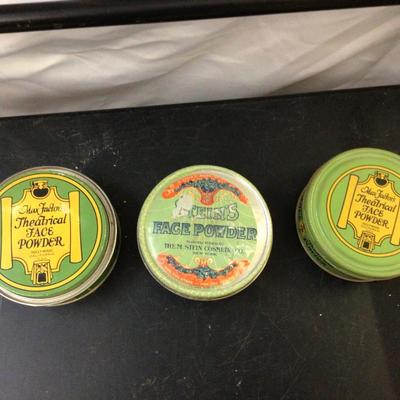 Max Factor's
Theatrical
FACE
POWDER
STEIN'S
FACE POWDER
THE M. STEIN COSMETIC CO.
NEW YORK
Max Factor's
Theatrical
FACE
POWDER